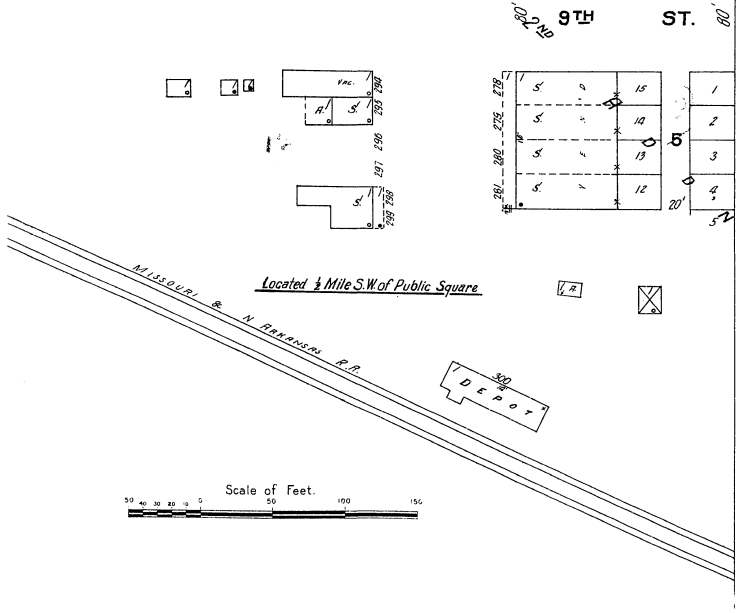 80' 2ND 9TH ST. 80'
VAC. 294
A. S. 295
296
297
S. 298
299
278 S. 15 1
279 S. 14 2
5
280 S. 13 3
281 S. 12 4
20'
Located ½ Mile S.W. of Public Square
MISSOURI & N ARKANSAS R.R.
300
DEPOT
Scale of Feet.
50 40 30 20 10 0 50 100 150